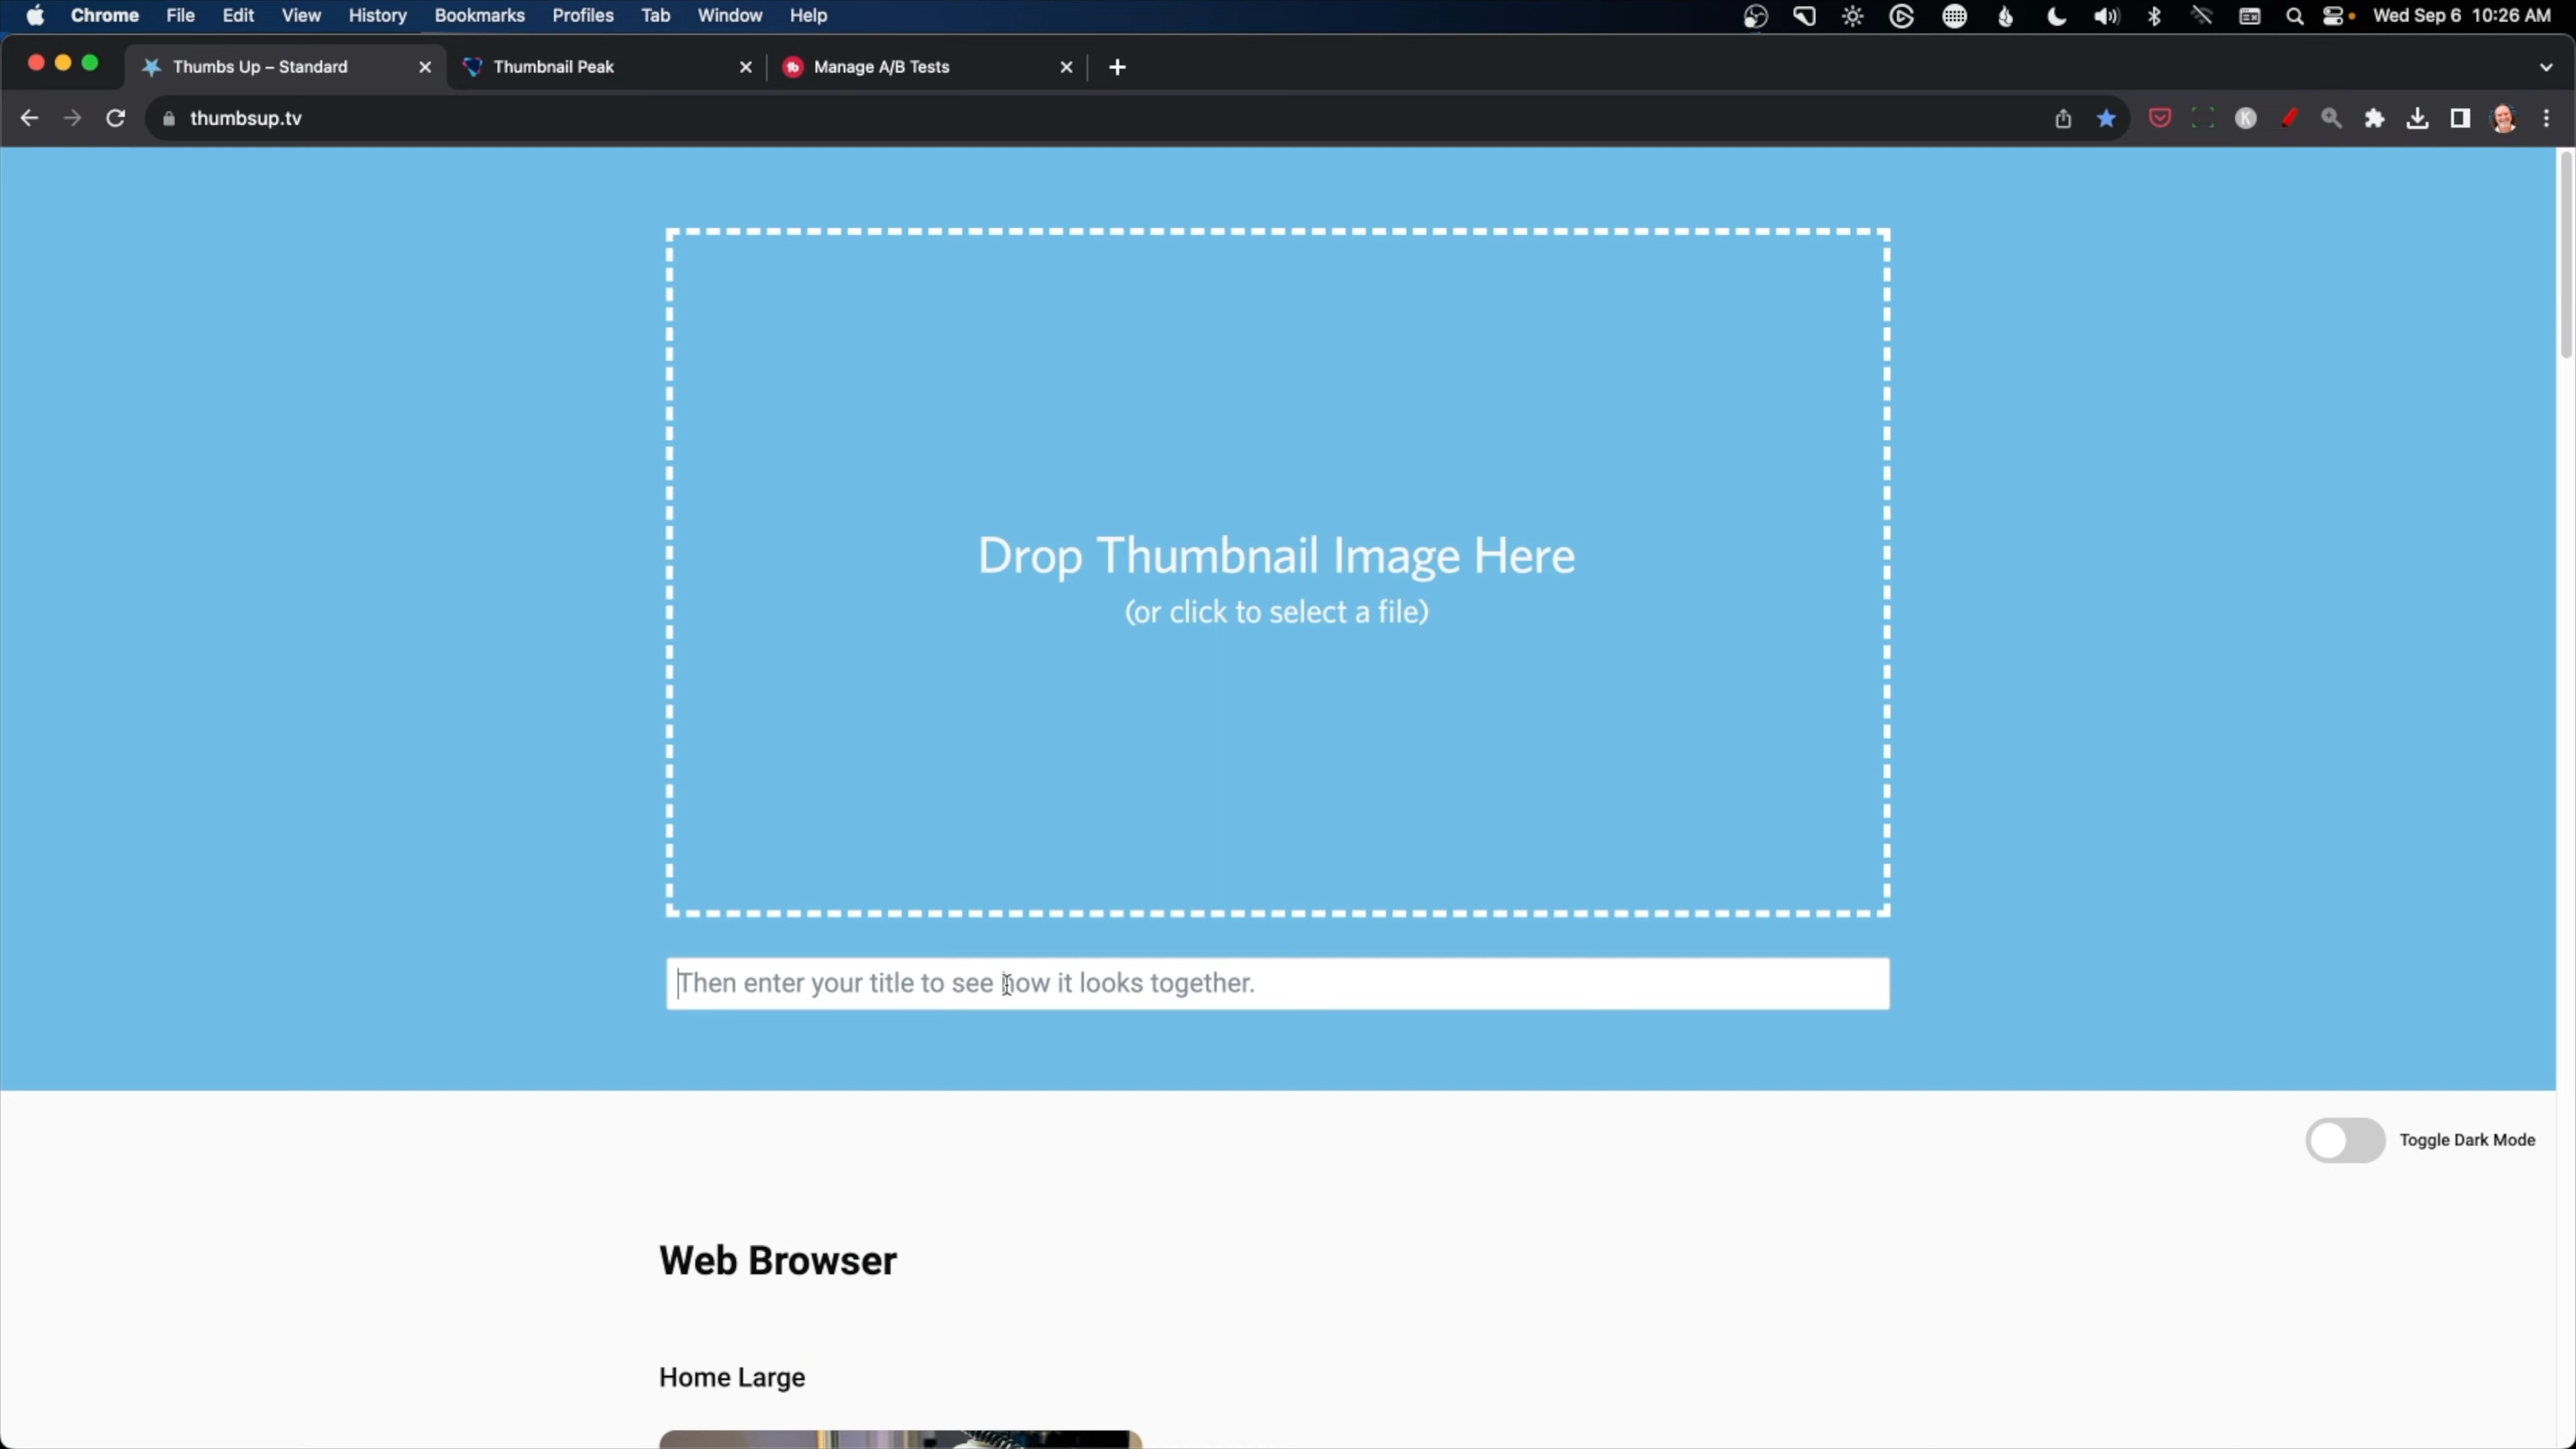 Chrome File Edit View History Bookmarks Profiles Tab Window Help Wed Sep 6 10:26 AM
Thumbs Up – Standard Thumbnail Peak Manage A/B Tests
thumbsup.tv
Drop Thumbnail Image Here
(or click to select a file)
Then enter your title to see how it looks together.
Toggle Dark Mode
Web Browser
Home Large